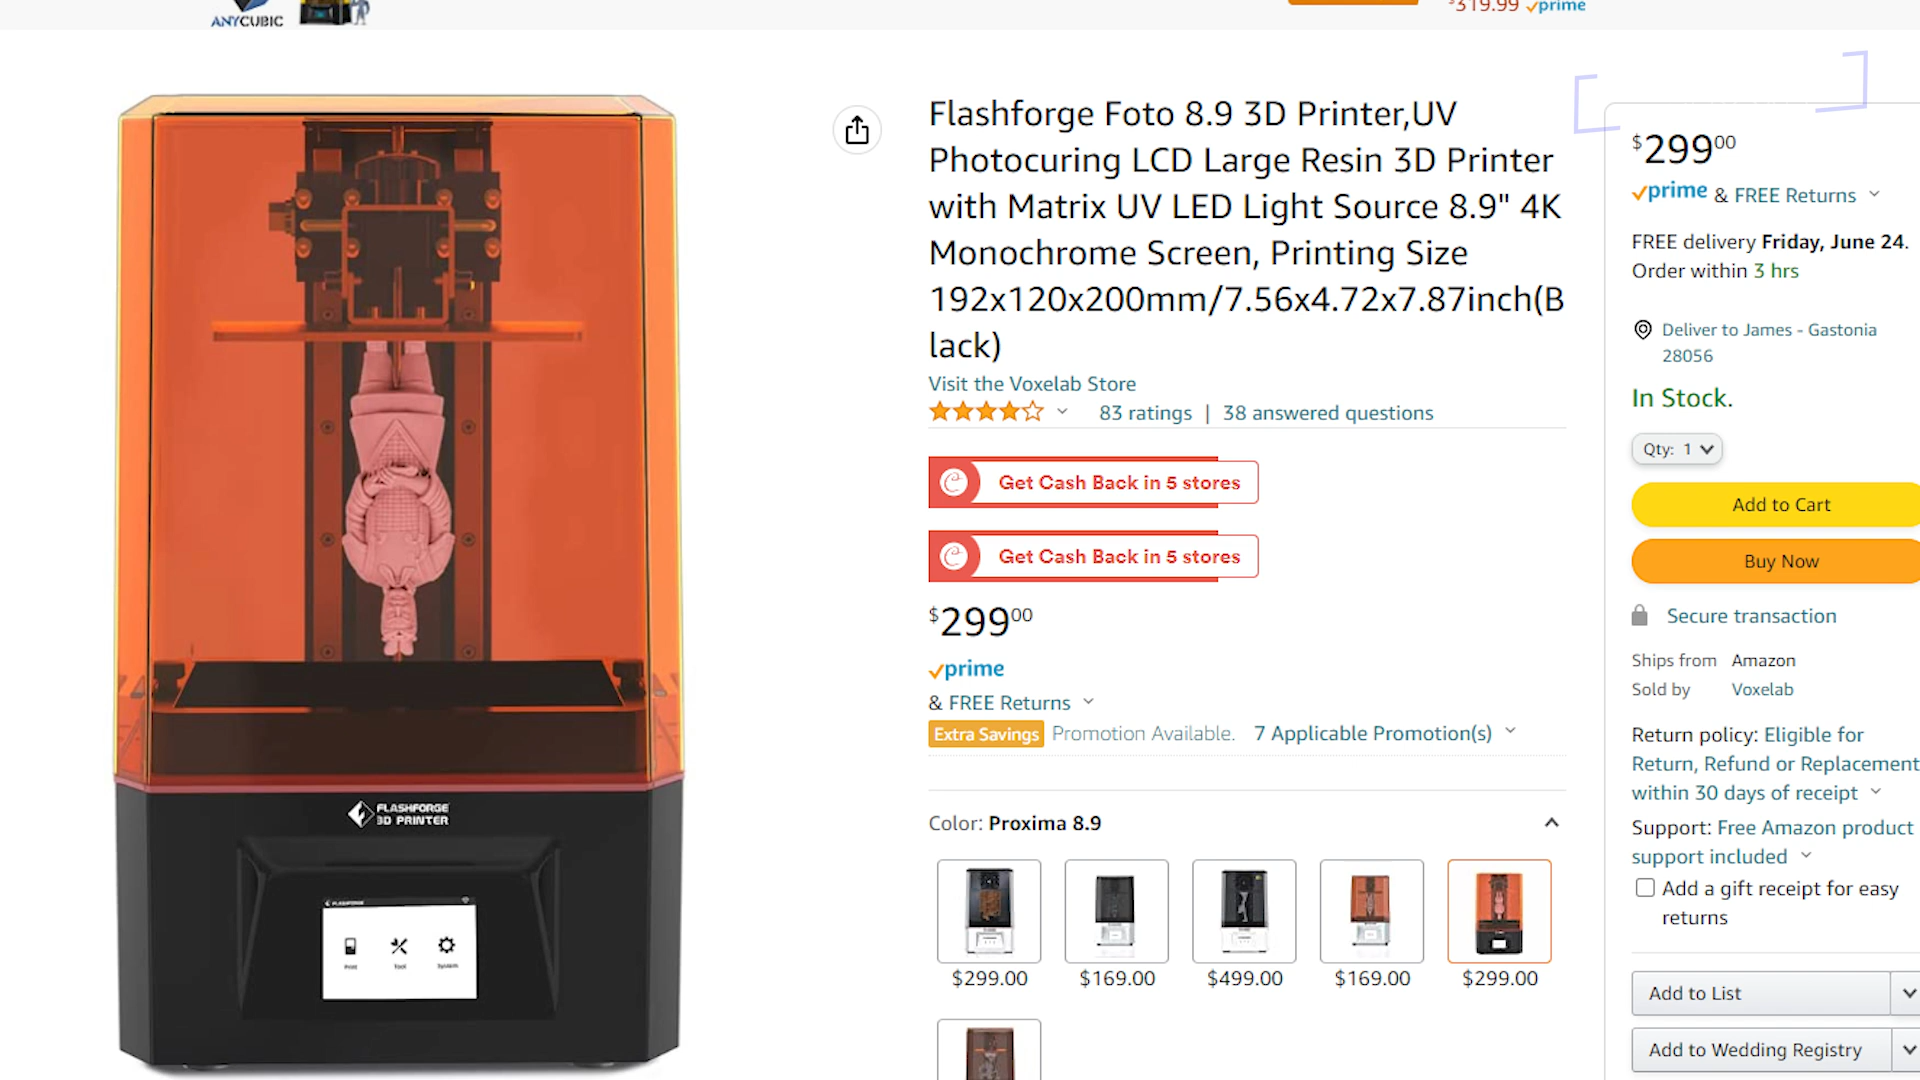 ANYCUBIC
$319.99 prime
Flashforge Foto 8.9 3D Printer,UV
Photocuring LCD Large Resin 3D Printer
with Matrix UV LED Light Source 8.9" 4K
Monochrome Screen, Printing Size
192x120x200mm/7.56x4.72x7.87inch(B
lack)
Visit the Voxelab Store
83 ratings | 38 answered questions
Get Cash Back in 5 stores
Get Cash Back in 5 stores
$29900
prime
& FREE Returns
Extra Savings Promotion Available. 7 Applicable Promotion(s)
Color: Proxima 8.9
$299.00 $169.00 $499.00 $169.00 $299.00
FLASHFORGE
3D PRINTER
FLASHFORGE
Print Tool System
$29900
prime & FREE Returns
FREE delivery Friday, June 24.
Order within 3 hrs
Deliver to James - Gastonia
28056
In Stock.
Qty: 1
Add to Cart
Buy Now
Secure transaction
Ships from Amazon
Sold by Voxelab
Return policy: Eligible for
Return, Refund or Replacement
within 30 days of receipt
Support: Free Amazon product
support included
Add a gift receipt for easy
returns
Add to List
Add to Wedding Registry